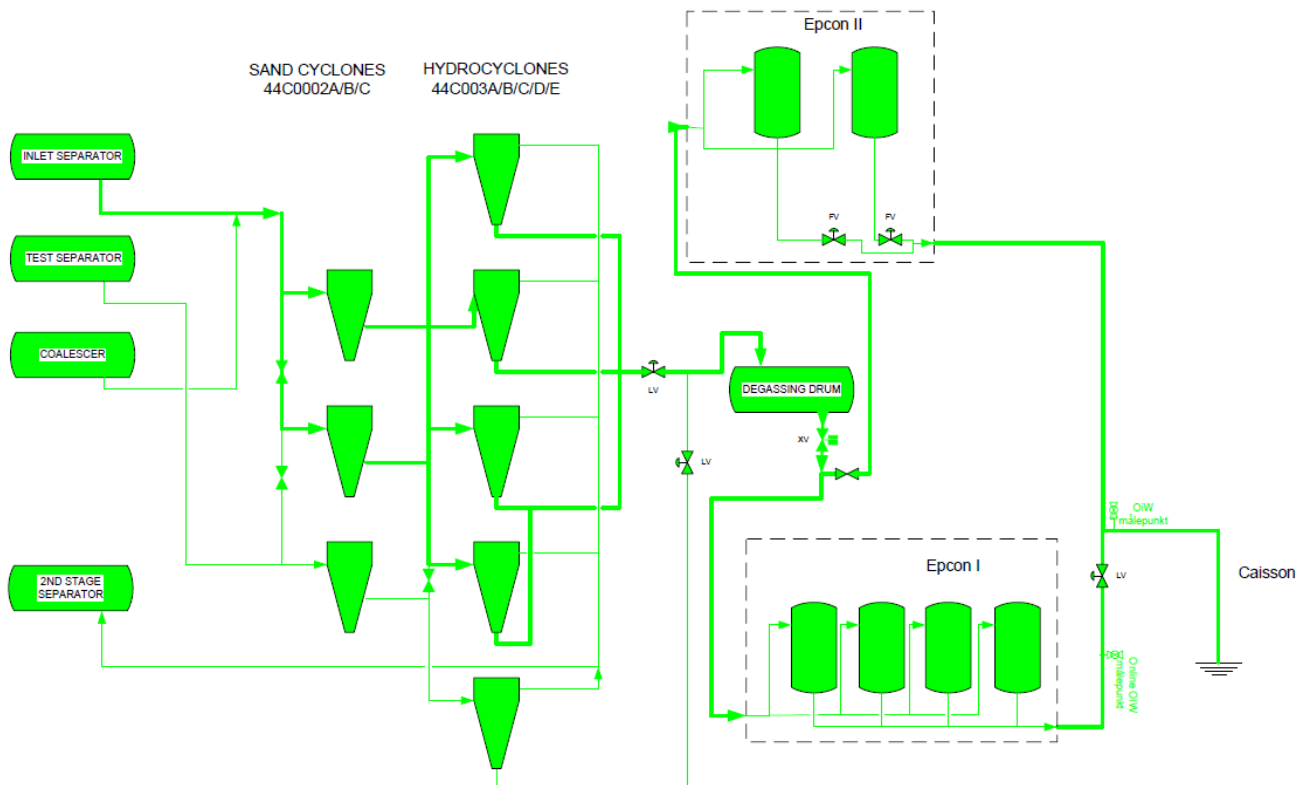 Epcon II
SAND CYCLONES
44C0002A/B/C
HYDROCYCLONES
44C003A/B/C/D/E
INLET SEPARATOR
TEST SEPARATOR
COALESCER
2ND STAGE
SEPARATOR
FV
FV
LV
DEGASSING DRUM
XV
LV
OiW
målepunkt
Epcon I
LV
Caisson
Online OIW
målepunkt